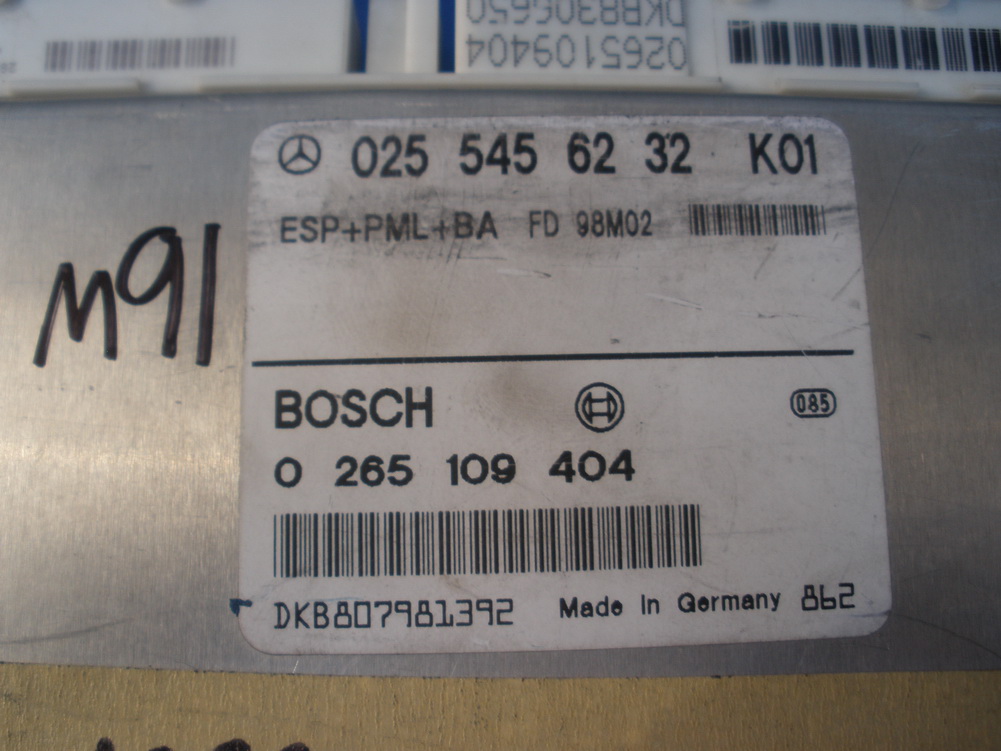 DKB8306650
0265109404
025 545 62 32 K01
ESP+PML+BA FD 98M02
M91
BOSCH
085
0 265 109 404
DKB807981392 Made In Germany 862